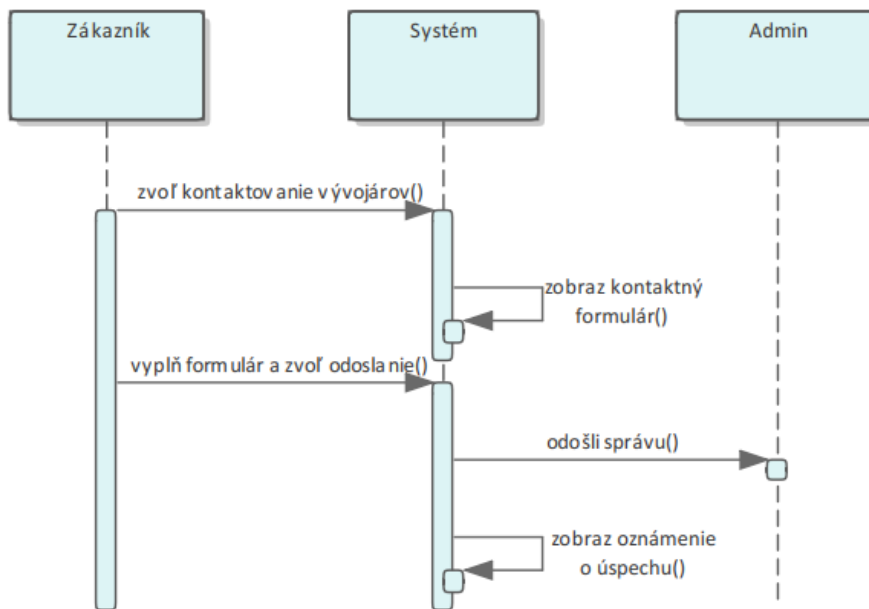 Zákazník
Systém
Admin
zvoľ kontaktovanie vývojárov()
zobraz kontaktný
formulár()
vyplň formulár a zvoľ odoslanie()
odošli správu()
zobraz oznámenie
o úspechu()